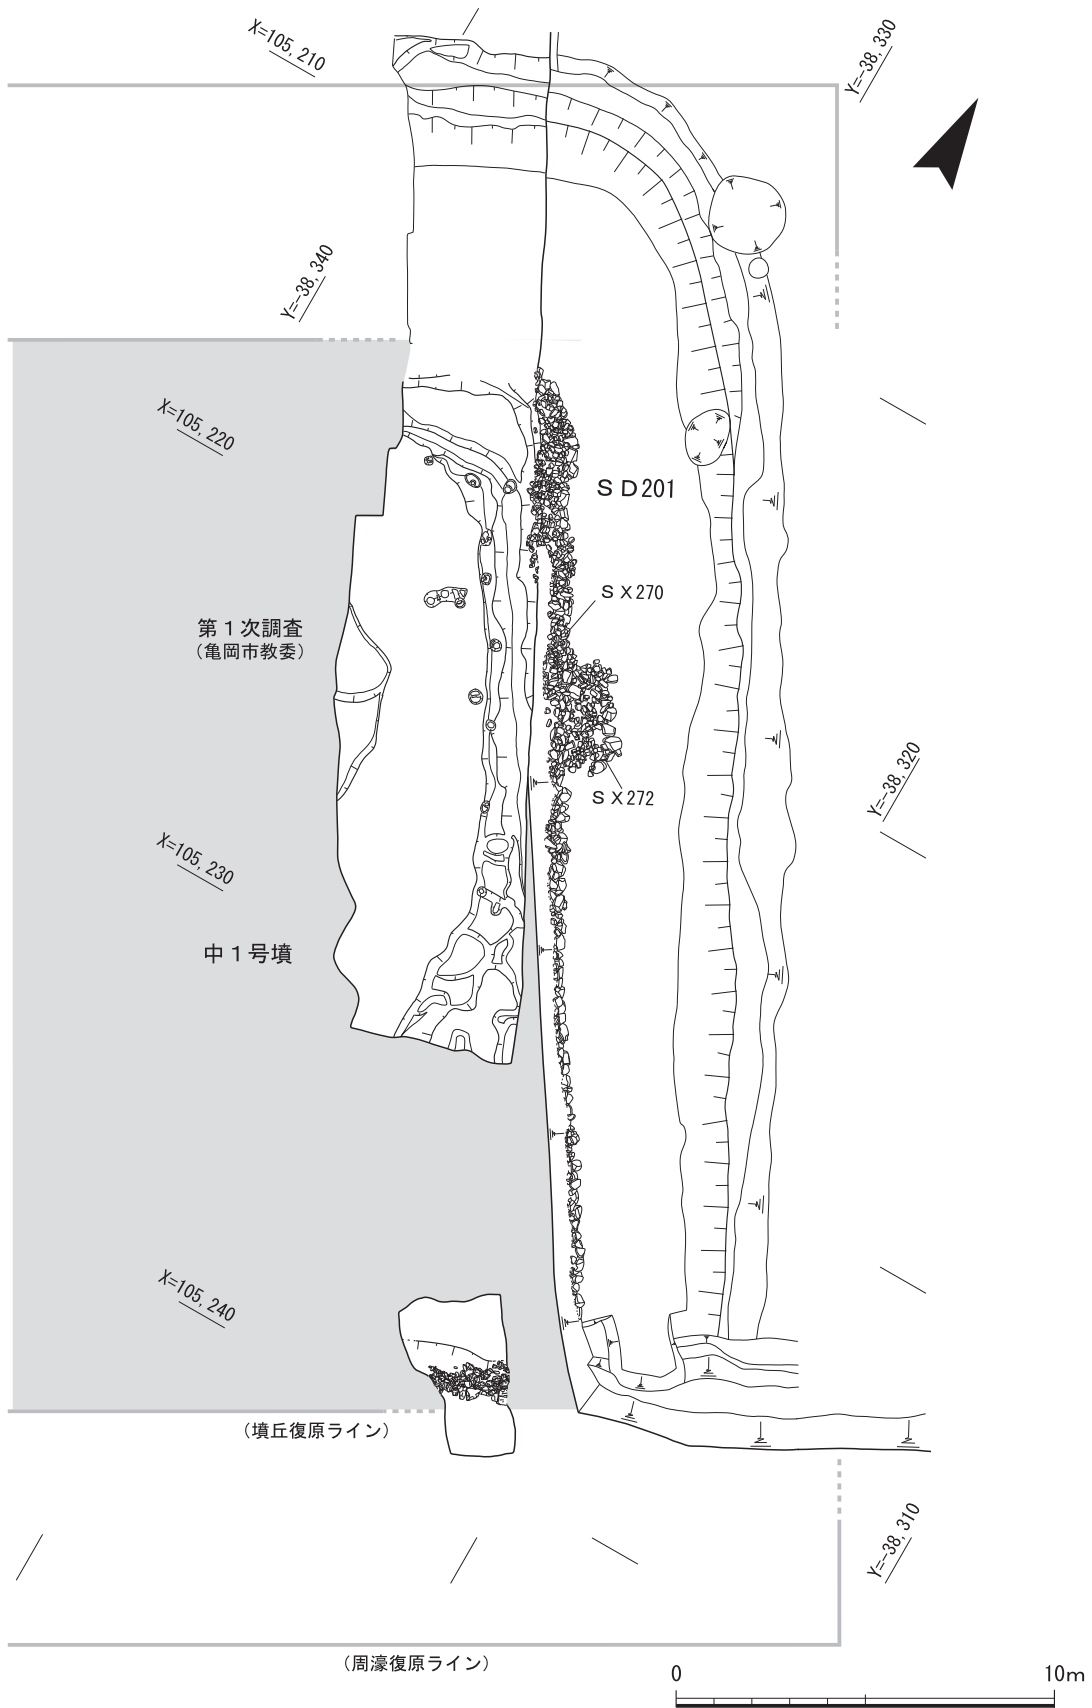 X=105,210
Y=-38,330
Y=-38,340
X=105,220
SD201
SX270
第1次調査
(亀岡市教委)
SX272
Y=-38,320
X=105,230
中1号墳
X=105,240
(墳丘復原ライン)
Y=-38,310
(周濠復原ライン)
0 10m